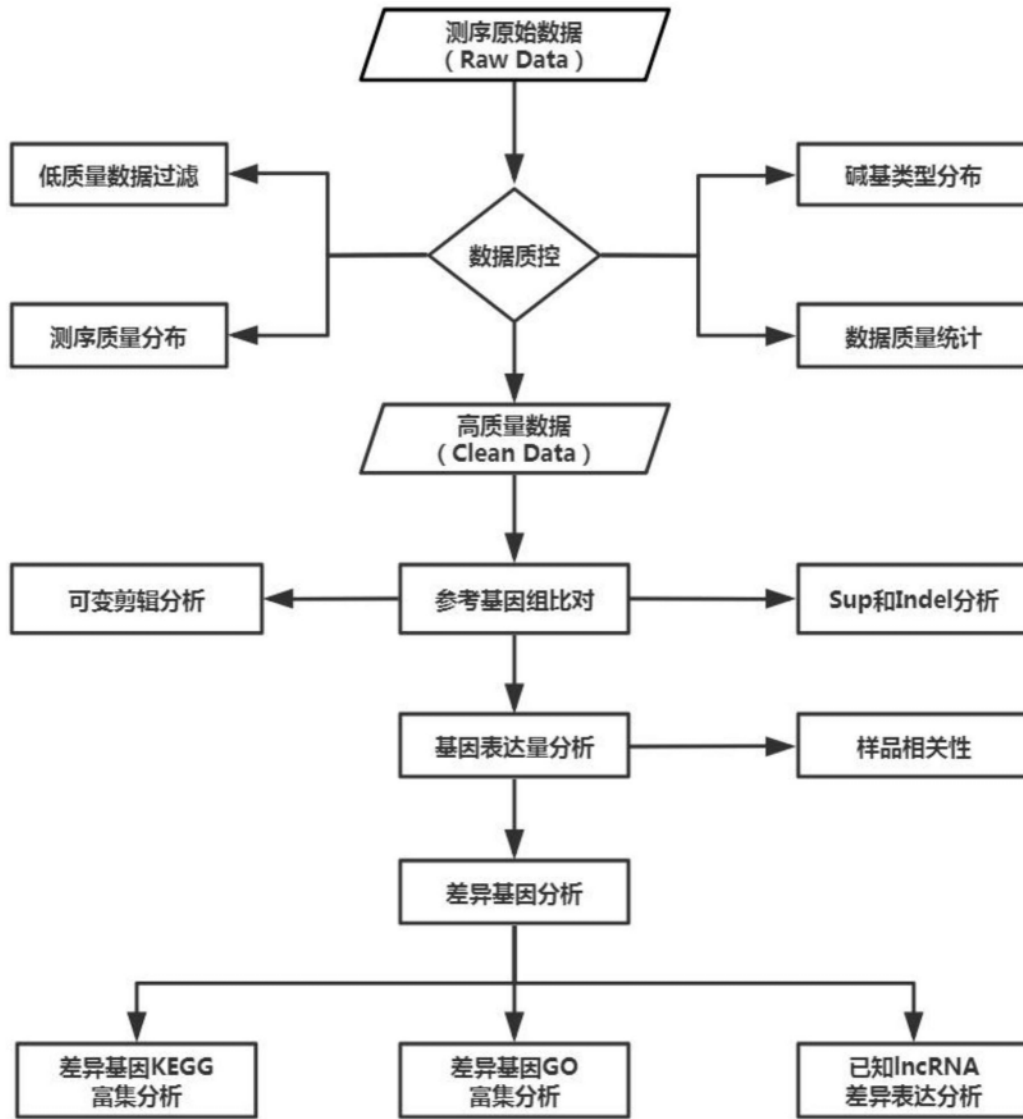 测序原始数据
（Raw Data）
低质量数据过滤
碱基类型分布
数据质控
测序质量分布
数据质量统计
高质量数据
（Clean Data）
可变剪辑分析
参考基因组比对
Sup和Indel分析
基因表达量分析
样品相关性
差异基因分析
差异基因KEGG
富集分析
差异基因GO
富集分析
已知lncRNA
差异表达分析